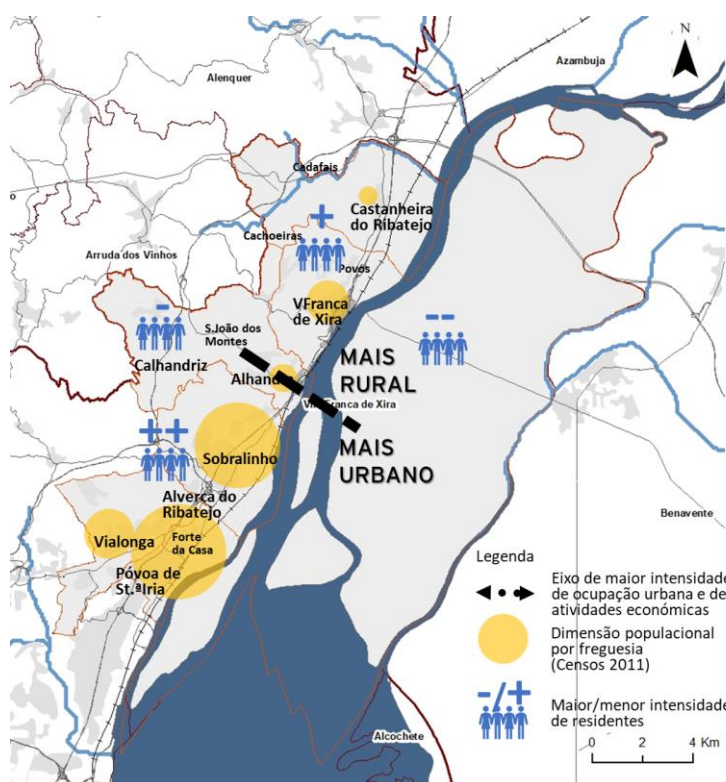 N
Azambuja
Alenquer
Cadafais
Castanheira
do Ribatejo
+
Cachoeiras
Povos
Arruda dos Vinhos
VFranca
de Xira
-
--
S.João dos
Montes
Calhandriz
MAIS
RURAL
Alhand
Franca de Xira
++
MAIS
URBANO
Sobralinho
Alverca do
Ribatejo
Benavente
Vialonga
Forte
da Casa
Póvoa de
St.ªIria
Legenda
Eixo de maior intensidade
de ocupação urbana e de
atividades económicas
Dimensão populacional
por freguesia
(Censos 2011)
-/+
Maior/menor intensidade
de residentes
Alcochete
0 2 4 Km